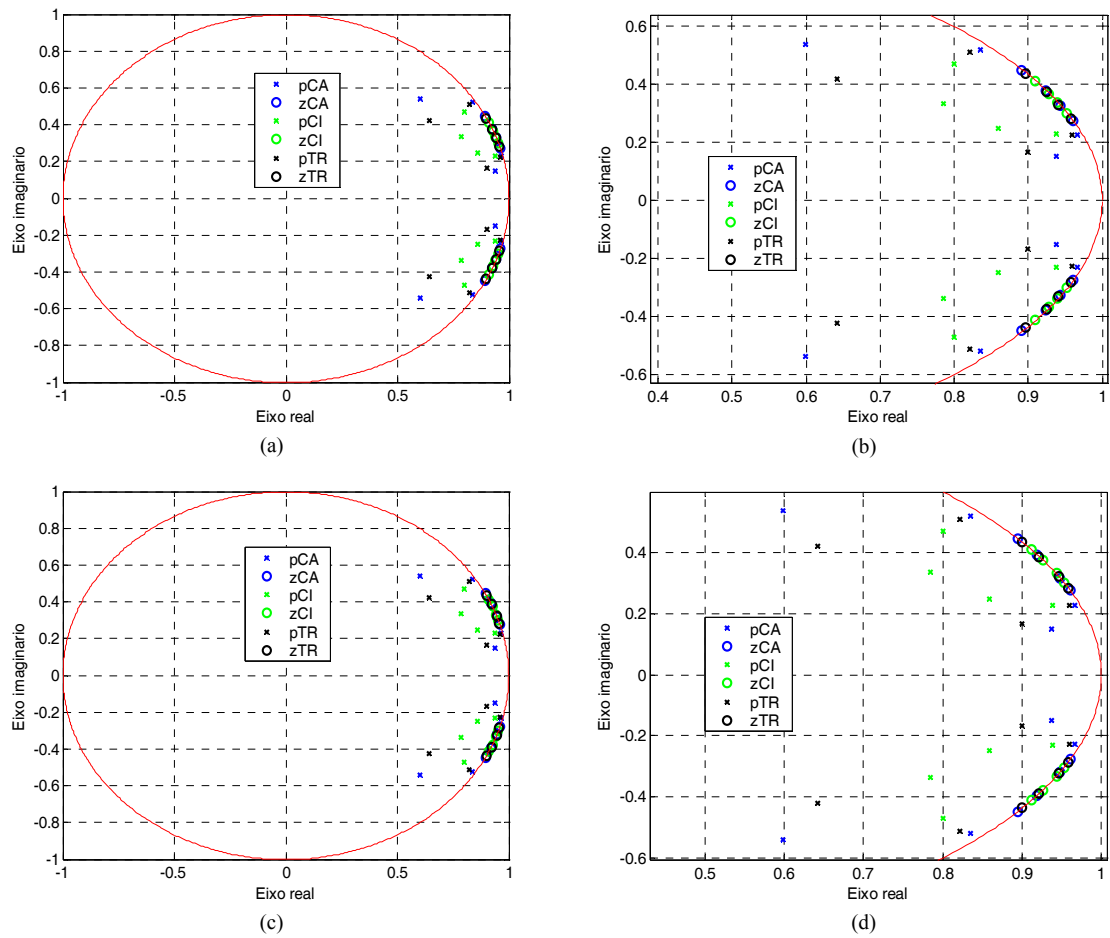 1
0.8
0.6
0.4
0.2
0
-0.2
-0.4
-0.6
-0.8
-1
Eixo imaginario
pCA
zCA
pCI
zCI
pTR
zTR
-1 -0.5 0 0.5 1
Eixo real
(a)
0.6
0.4
0.2
0
-0.2
-0.4
-0.6
Eixo imaginario
pCA
zCA
pCI
zCI
pTR
zTR
0.4 0.5 0.6 0.7 0.8 0.9 1
Eixo real
(b)
1
0.8
0.6
0.4
0.2
0
-0.2
-0.4
-0.6
-0.8
-1
Eixo imaginario
pCA
zCA
pCI
zCI
pTR
zTR
-1 -0.5 0 0.5 1
Eixo real
(c)
0.4
0.2
0
-0.2
-0.4
-0.6
Eixo imaginario
pCA
zCA
pCI
zCI
pTR
zTR
0.5 0.6 0.7 0.8 0.9 1
Eixo real
(d)